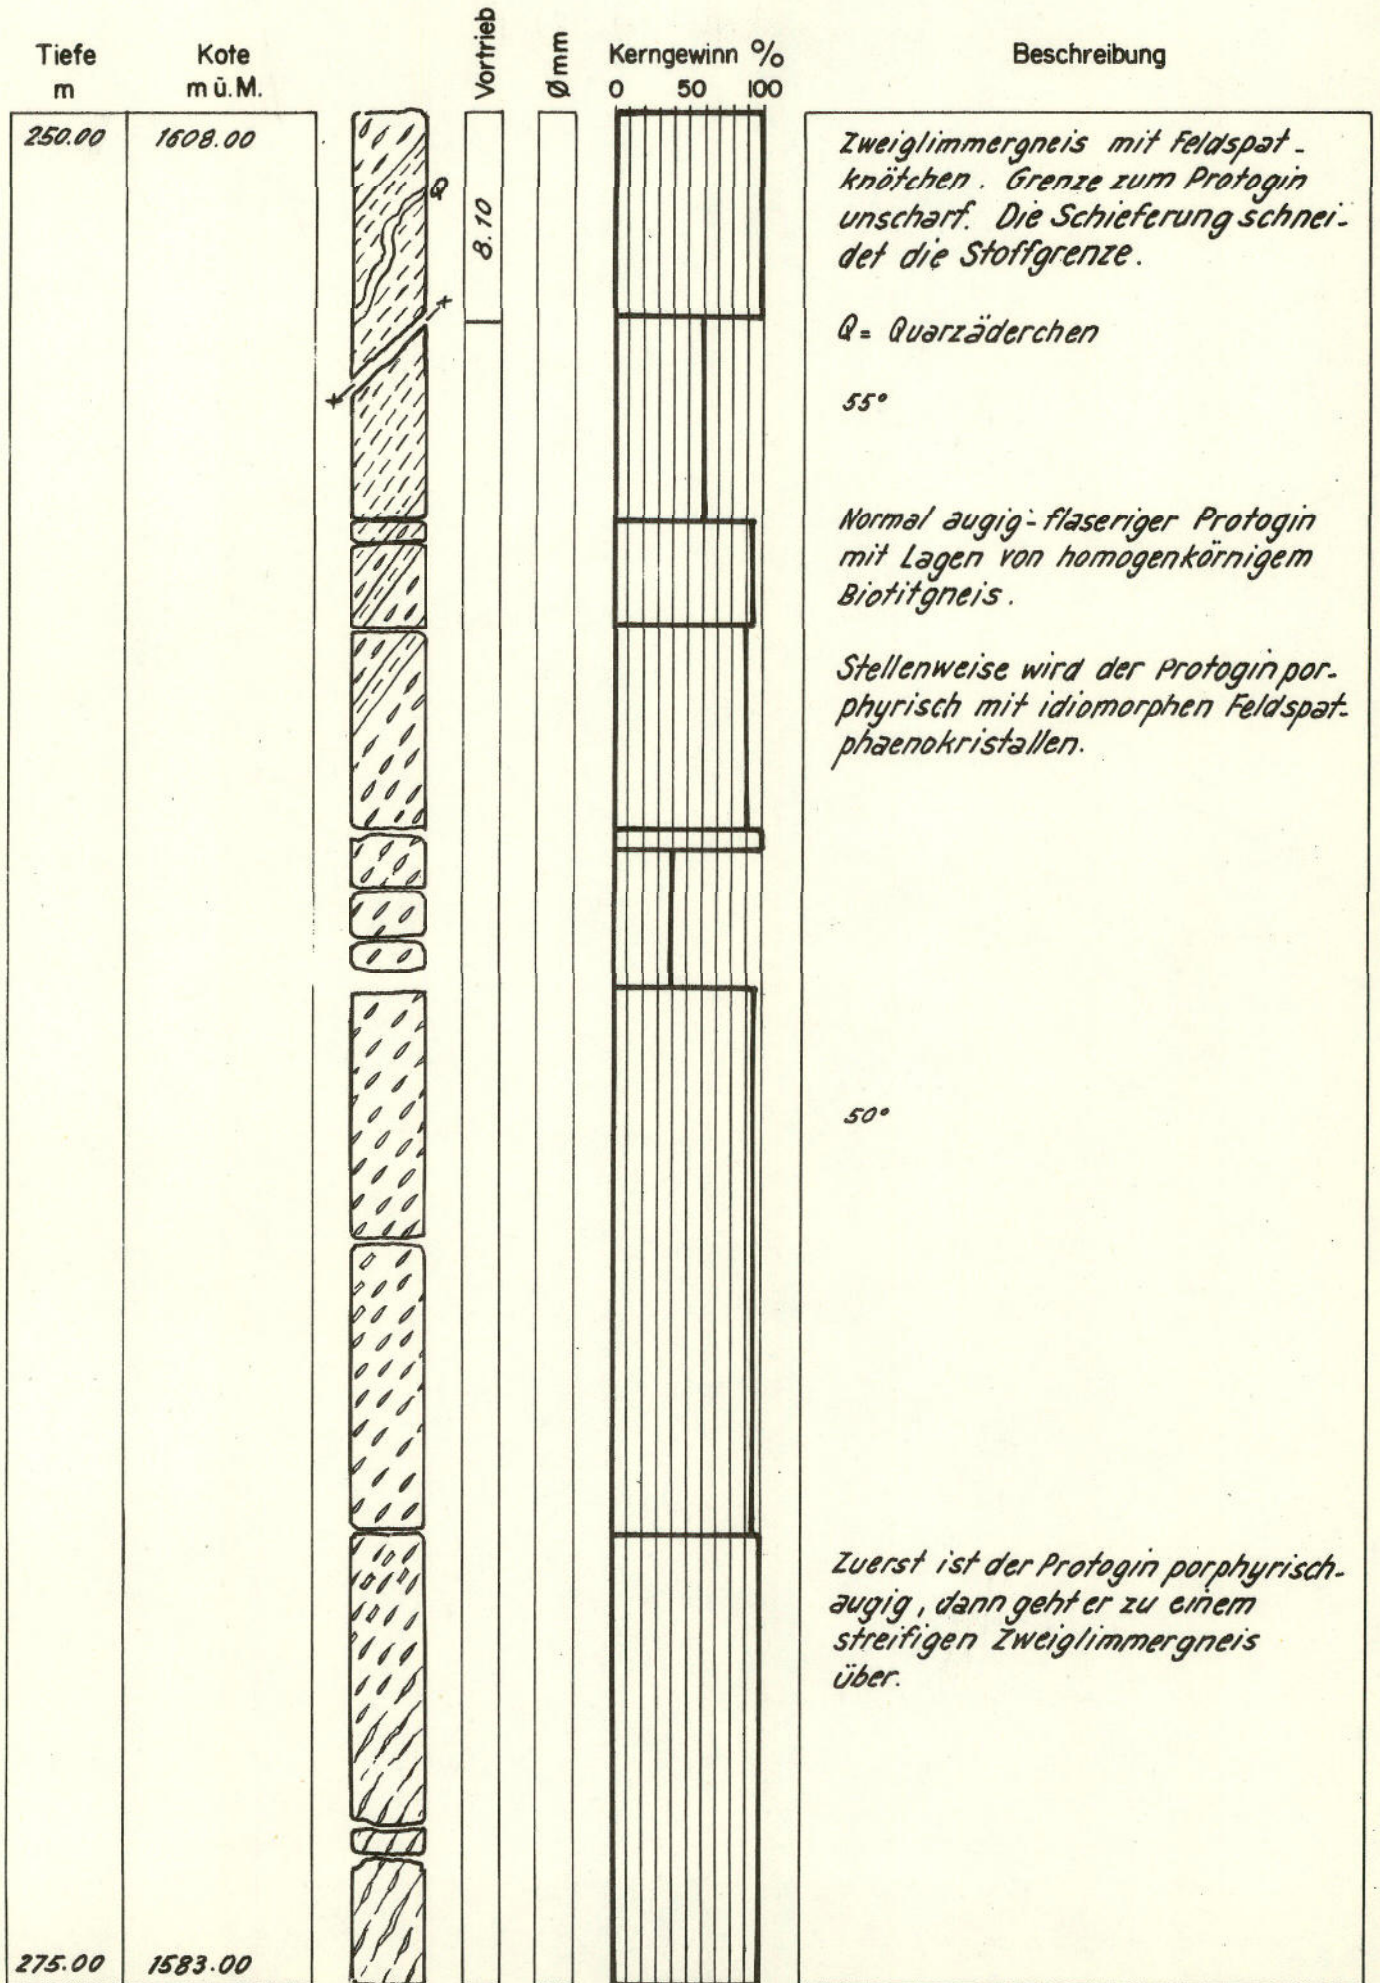 Tiefe
m
Kote
m ü.M.
Vortrieb
Ø mm
Kerngewinn %
0 50 100
Beschreibung
250.00 1608.00
8.10
Q
Zweiglimmergneis mit Feldspat-
knötchen. Grenze zum Protogin
unscharf. Die Schieferung schnei-
det die Stoffgrenze.
Q = Quarzäderchen
55°
Normal augig-flaseriger Protogin
mit Lagen von homogenkörnigem
Biotitgneis.
Stellenweise wird der Protogin por-
phyrisch mit idiomorphen Feldspat-
phaenokristallen.
50°
Zuerst ist der Protogin porphyrisch-
augig, dann geht er zu einem
streifigen Zweiglimmergneis
über.
275.00 1583.00